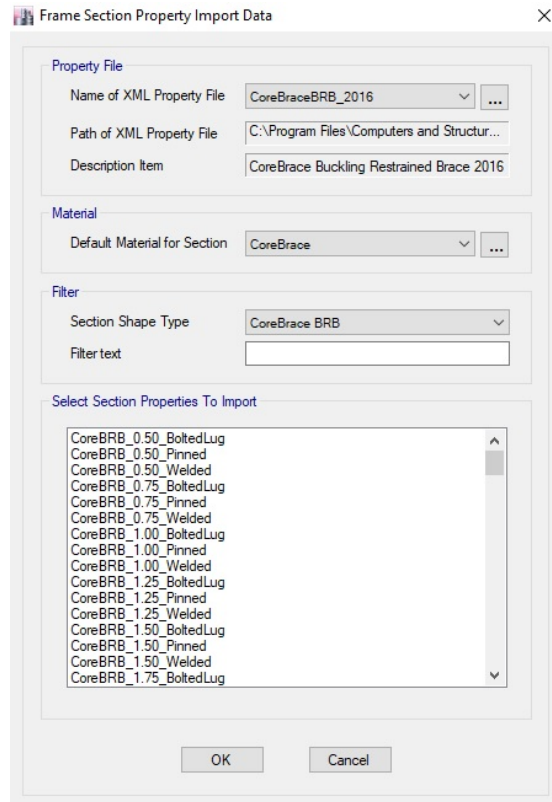 Frame Section Property Import Data
Property File
Name of XML Property File CoreBraceBRB_2016 ...
Path of XML Property File C:\Program Files\Computers and Structur...
Description Item CoreBrace Buckling Restrained Brace 2016
Material
Default Material for Section CoreBrace ...
Filter
Section Shape Type CoreBrace BRB
Filter text
Select Section Properties To Import
CoreBRB_0.50_BoltedLug
CoreBRB_0.50_Pinned
CoreBRB_0.50_Welded
CoreBRB_0.75_BoltedLug
CoreBRB_0.75_Pinned
CoreBRB_0.75_Welded
CoreBRB_1.00_BoltedLug
CoreBRB_1.00_Pinned
CoreBRB_1.00_Welded
CoreBRB_1.25_BoltedLug
CoreBRB_1.25_Pinned
CoreBRB_1.25_Welded
CoreBRB_1.50_BoltedLug
CoreBRB_1.50_Pinned
CoreBRB_1.50_Welded
CoreBRB_1.75_BoltedLug
OK Cancel